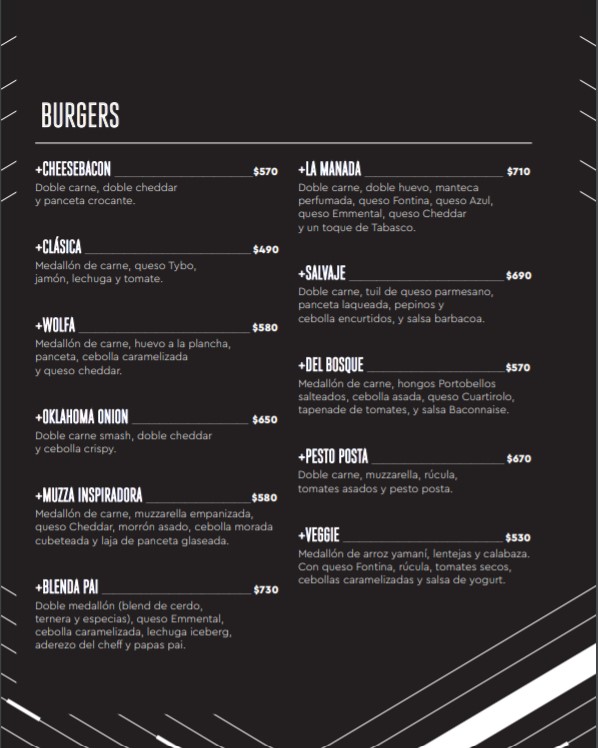 BURGERS
+CHEESEBACON $570
Doble carne, doble cheddar
y panceta crocante.
+CLÁSICA $490
Medallón de carne, queso Tybo,
jamón, lechuga y tomate.
+WOLFA $580
Medallón de carne, huevo a la plancha,
panceta, cebolla caramelizada
y queso cheddar.
+OKLAHOMA ONION $650
Doble carne smash, doble cheddar
y cebolla crispy.
+MUZZA INSPIRADORA $580
Medallón de carne, muzzarella empanizada,
queso Cheddar, morrón asado, cebolla morada
cubeteada y laja de panceta glaseada.
+BLENDA PAI $730
Doble medallón (blend de cerdo,
ternera y especias), queso Emmental,
cebolla caramelizada, lechuga iceberg,
aderezo del cheff y papas pai.
+LA MANADA $710
Doble carne, doble huevo, manteca
perfumada, queso Fontina, queso Azul,
queso Emmental, queso Cheddar
y un toque de Tabasco.
+SALVAJE $690
Doble carne, tuil de queso parmesano,
panceta laqueada, pepinos y
cebolla encurtidos, y salsa barbacoa.
+DEL BOSQUE $570
Medallón de carne, hongos Portobellos
salteados, cebolla asada, queso Cuartirolo,
tapenade de tomates, y salsa Baconnaise.
+PESTO POSTA $670
Doble carne, muzzarella, rúcula,
tomates asados y pesto posta.
+VEGGIE $530
Medallón de arroz yamaní, lentejas y calabaza.
Con queso Fontina, rúcula, tomates secos,
cebollas caramelizadas y salsa de yogurt.